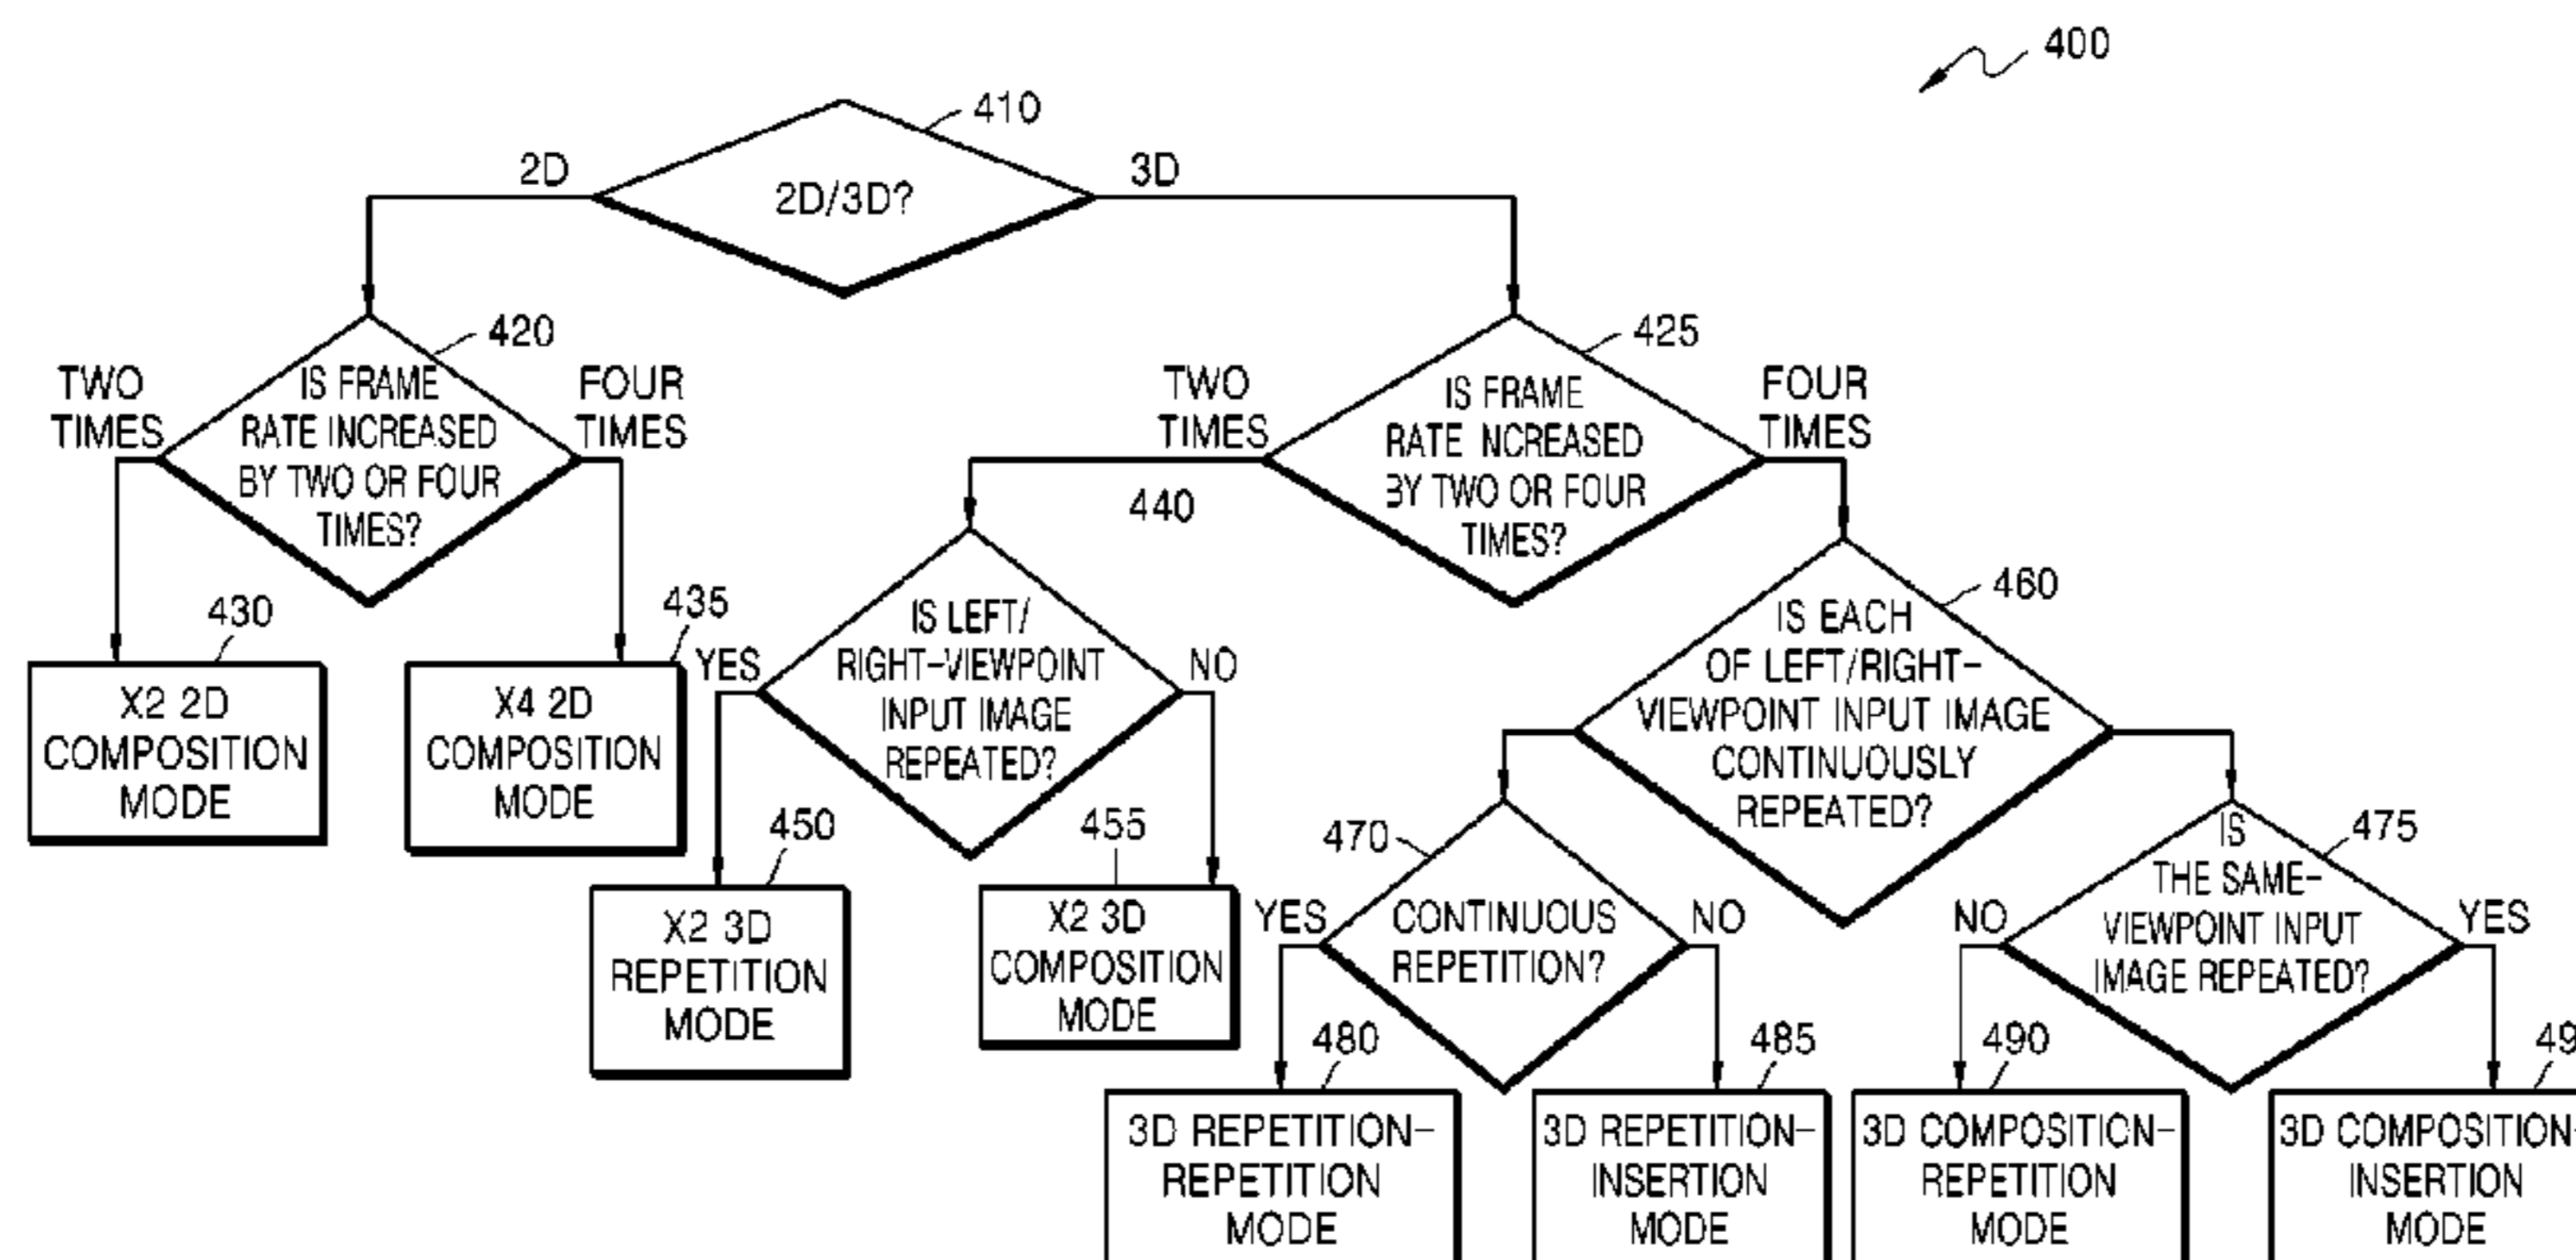 400
410
2D
2D/3D?
3D
420
TWO
TIMES
IS FRAME
RATE INCREASED
BY TWO OR FOUR
TIMES?
FOUR
TIMES
425
TWO
TIMES
IS FRAME
RATE NCREASED
BY TWO OR FOUR
TIMES?
FOUR
TIMES
430
X2 2D
COMPOSITION
MODE
435
X4 2D
COMPOSITION
MODE
440
YES
IS LEFT/
RIGHT-VIEWPOINT
INPUT IMAGE
REPEATED?
NO
460
IS EACH
OF LEFT/RIGHT-
VIEWPOINT INPUT IMAGE
CONTINUOUSLY
REPEATED?
450
X2 3D
REPETITION
MODE
455
X2 3D
COMPOSITION
MODE
470
YES
CONTINUOUS
REPETITION?
NO
475
IS
THE SAME-
VIEWPOINT INPUT
IMAGE REPEATED?
NO
YES
480
3D REPETITION-
REPETITION
MODE
485
3D REPETITION-
INSERTION
MODE
490
3D COMPOSITION-
REPETITION
MODE
3D COMPOSITION-
INSERTION
MODE